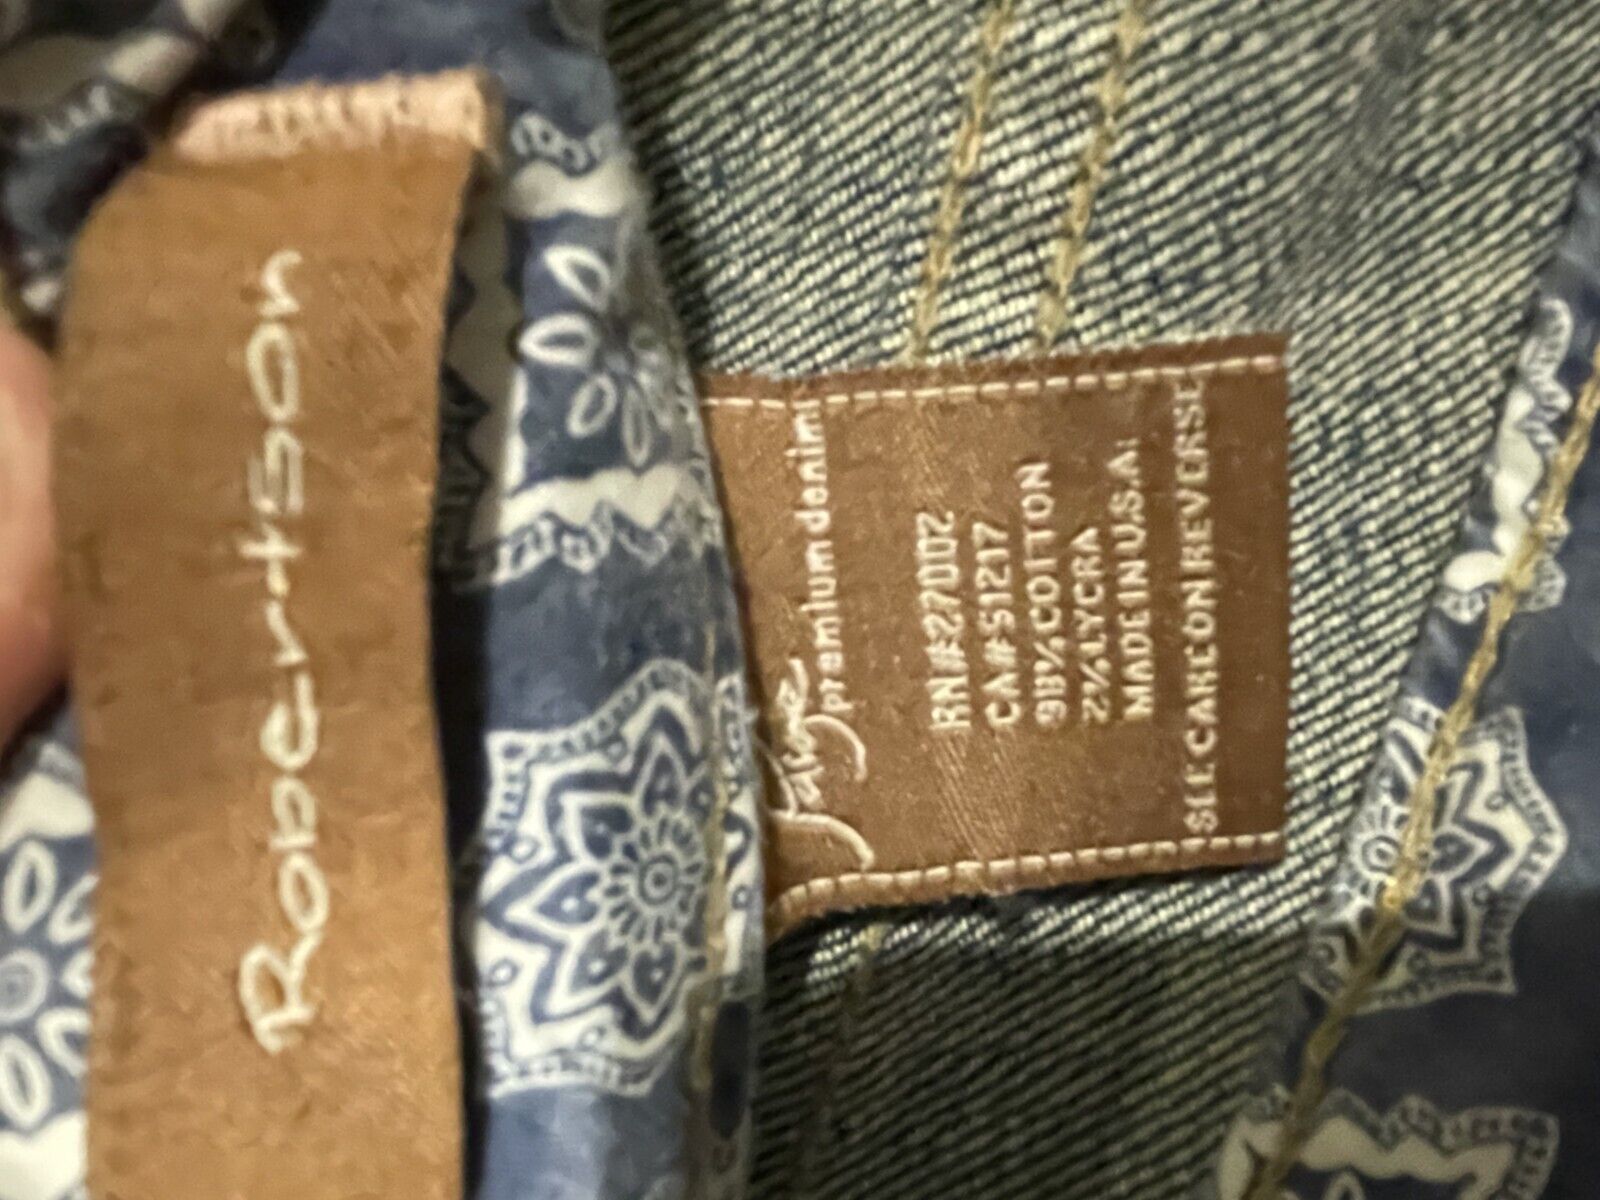 Robertson
Paige
premium denim
RN#:27002
CA#:51217
98% COTTON
2% LYCRA
MADE IN U.S.A.
SEE CARE ON REVERSE